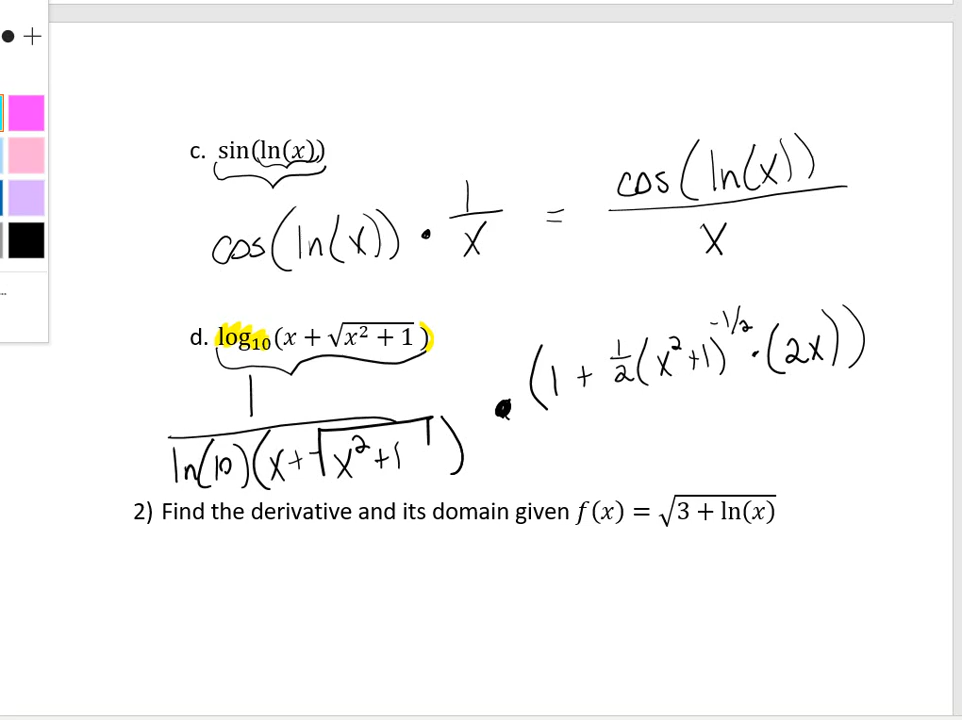 c. sin(ln(x))
cos(ln(x)) · 1/x = cos(ln(x))/x
d. log₁₀(x + √(x² + 1))
1/(ln(10)(x+√(x²+1))) · (1 + 1/2(x²+1)^(-1/2) · (2x))
2) Find the derivative and its domain given f(x) = √(3 + ln(x))